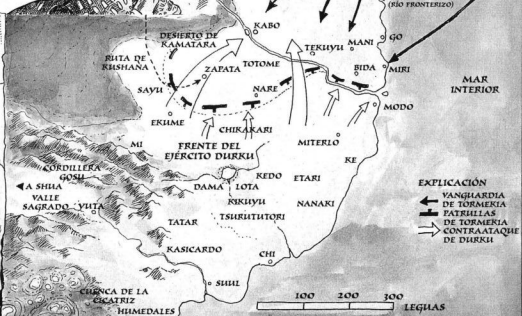 (RÍO FRONTERIZO)
KABO
GO
DESIERTO DE
KAMATARA
TEKUYU
MANI
RUTA DE
RUSHANA
TOTOME
BIDA
MIRI
ZAPATA
SAYU
NARE
MAR
INTERIOR
MODO
EKUME
CHIKAKARI
MI
FRENTE DEL
EJÉRCITO DURKU
MITERLO
KE
CORDILLERA
GOSU
KEDO
ETARI
A SHUA
DAMA
LOTA
VALLE
SAGRADO
YUTA
KIKUYU
NANAKI
TSURUTUTORI
TATAR
KASICARDO
CHI
SUUL
CUENCA DE LA
CICATRIZ
HUMEDALES
EXPLICACIÓN
VANGUARDIA
DE TORMEKIA
PATRULLAS
DE TORMEKIA
CONTRAATAQUE
DE DURKU
100 200 300
LEGUAS